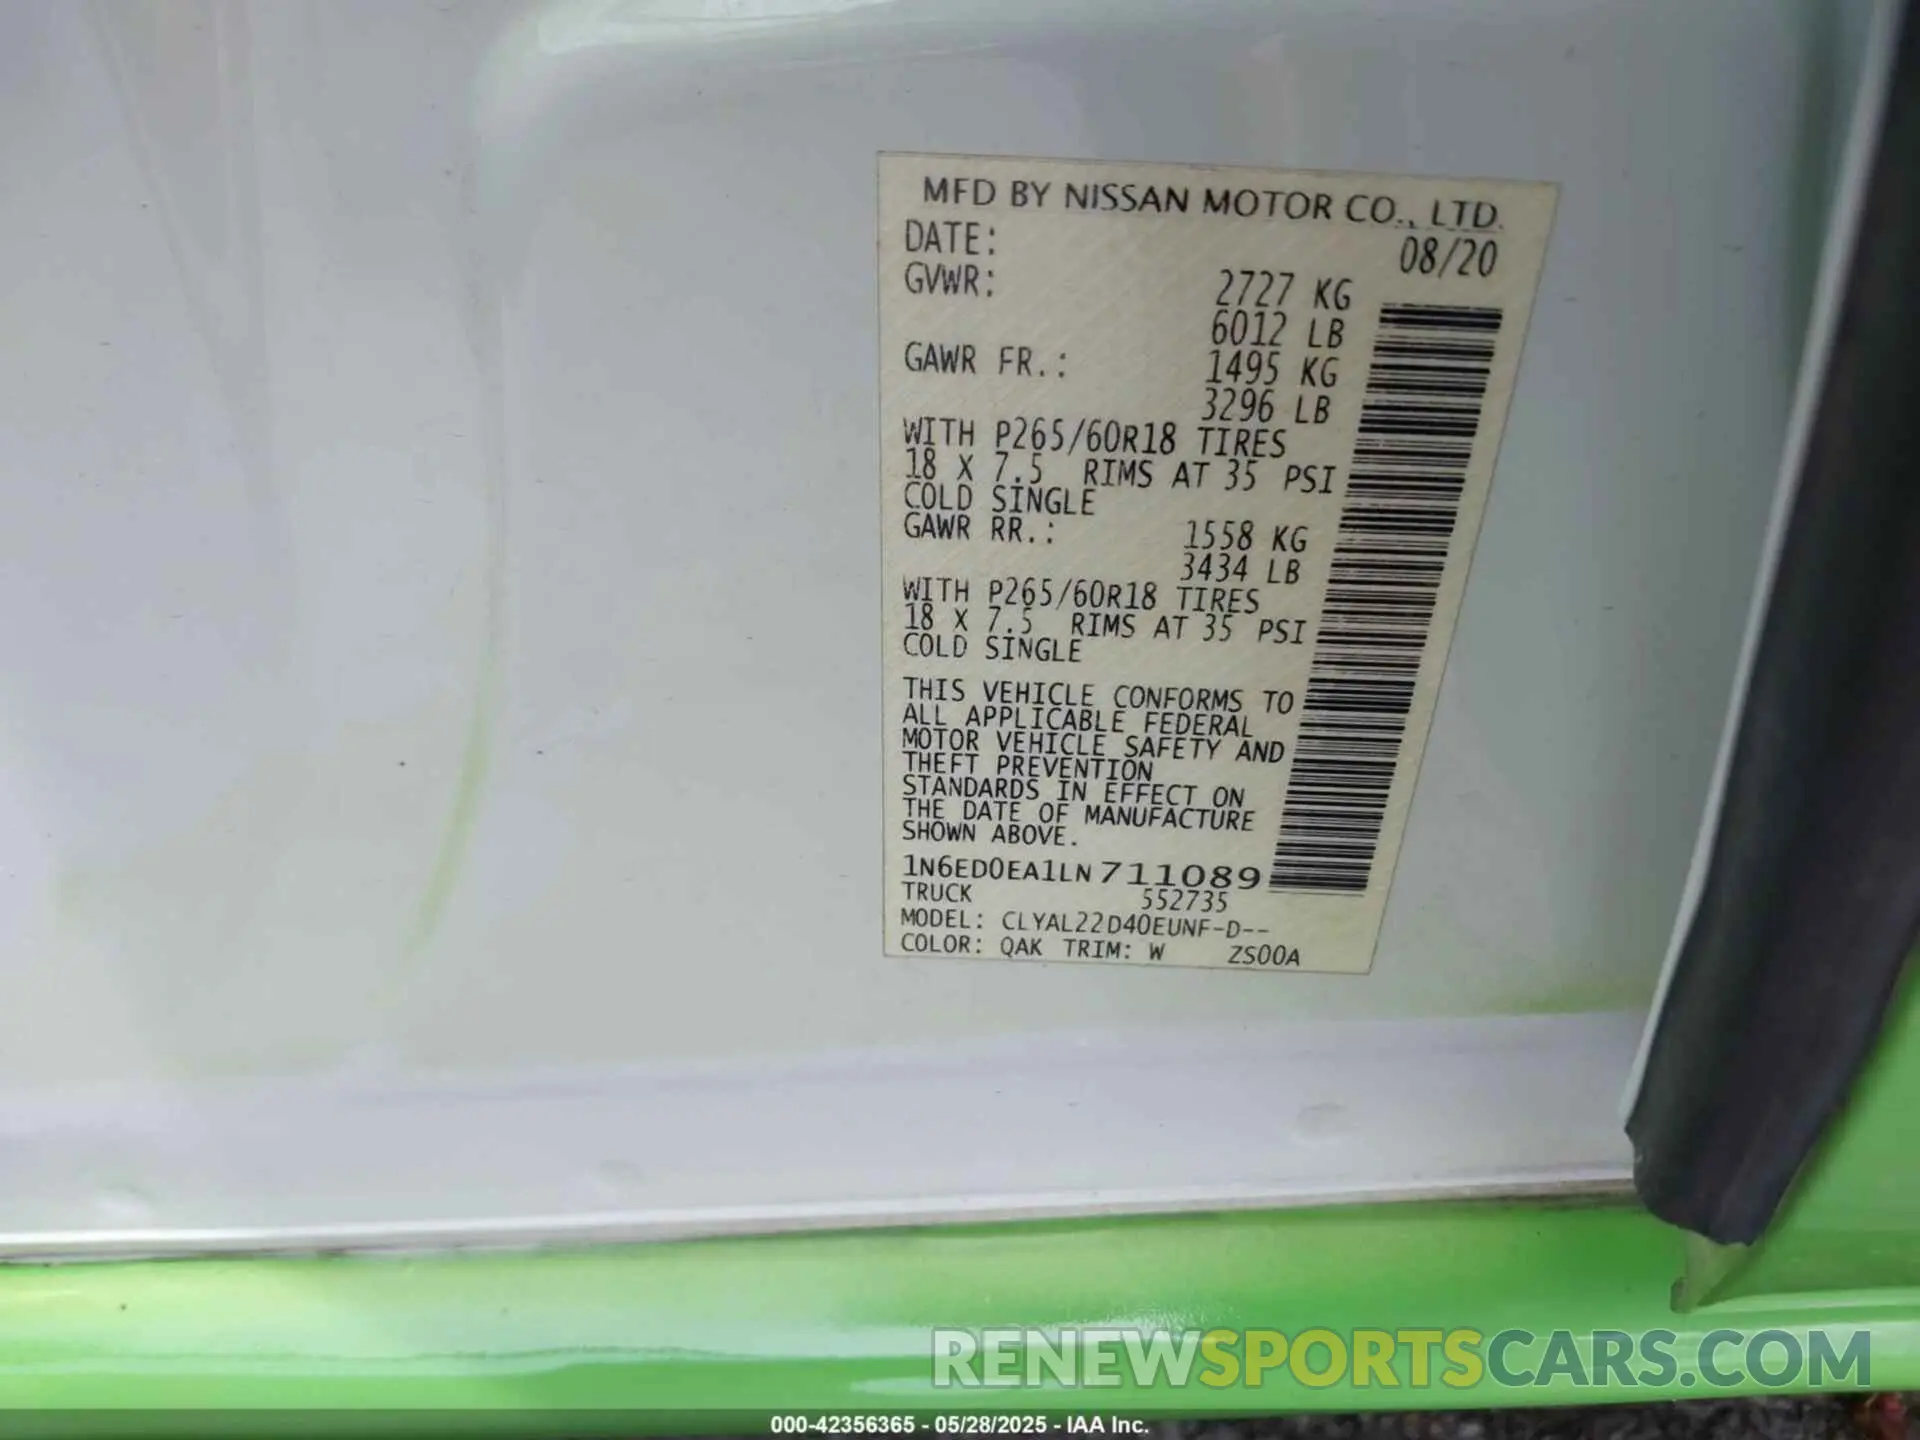 MFD BY NISSAN MOTOR CO., LTD.
DATE: 08/20
GVWR: 2727 KG
6012 LB
GAWR FR.: 1495 KG
3296 LB
WITH P265/60R18 TIRES
18 X 7.5 RIMS AT 35 PSI
COLD SINGLE
GAWR RR.: 1558 KG
3434 LB
WITH P265/60R18 TIRES
18 X 7.5 RIMS AT 35 PSI
COLD SINGLE
THIS VEHICLE CONFORMS TO
ALL APPLICABLE FEDERAL
MOTOR VEHICLE SAFETY AND
THEFT PREVENTION
STANDARDS IN EFFECT ON
THE DATE OF MANUFACTURE
SHOWN ABOVE.
1N6ED0EA1LN711089
TRUCK 552735
MODEL: CLYAL22D40EUNF-D--
COLOR: QAK TRIM: W ZS00A
RENEWSPORTSCARS.COM
000-42356365 - 05/28/2025 - IAA Inc.